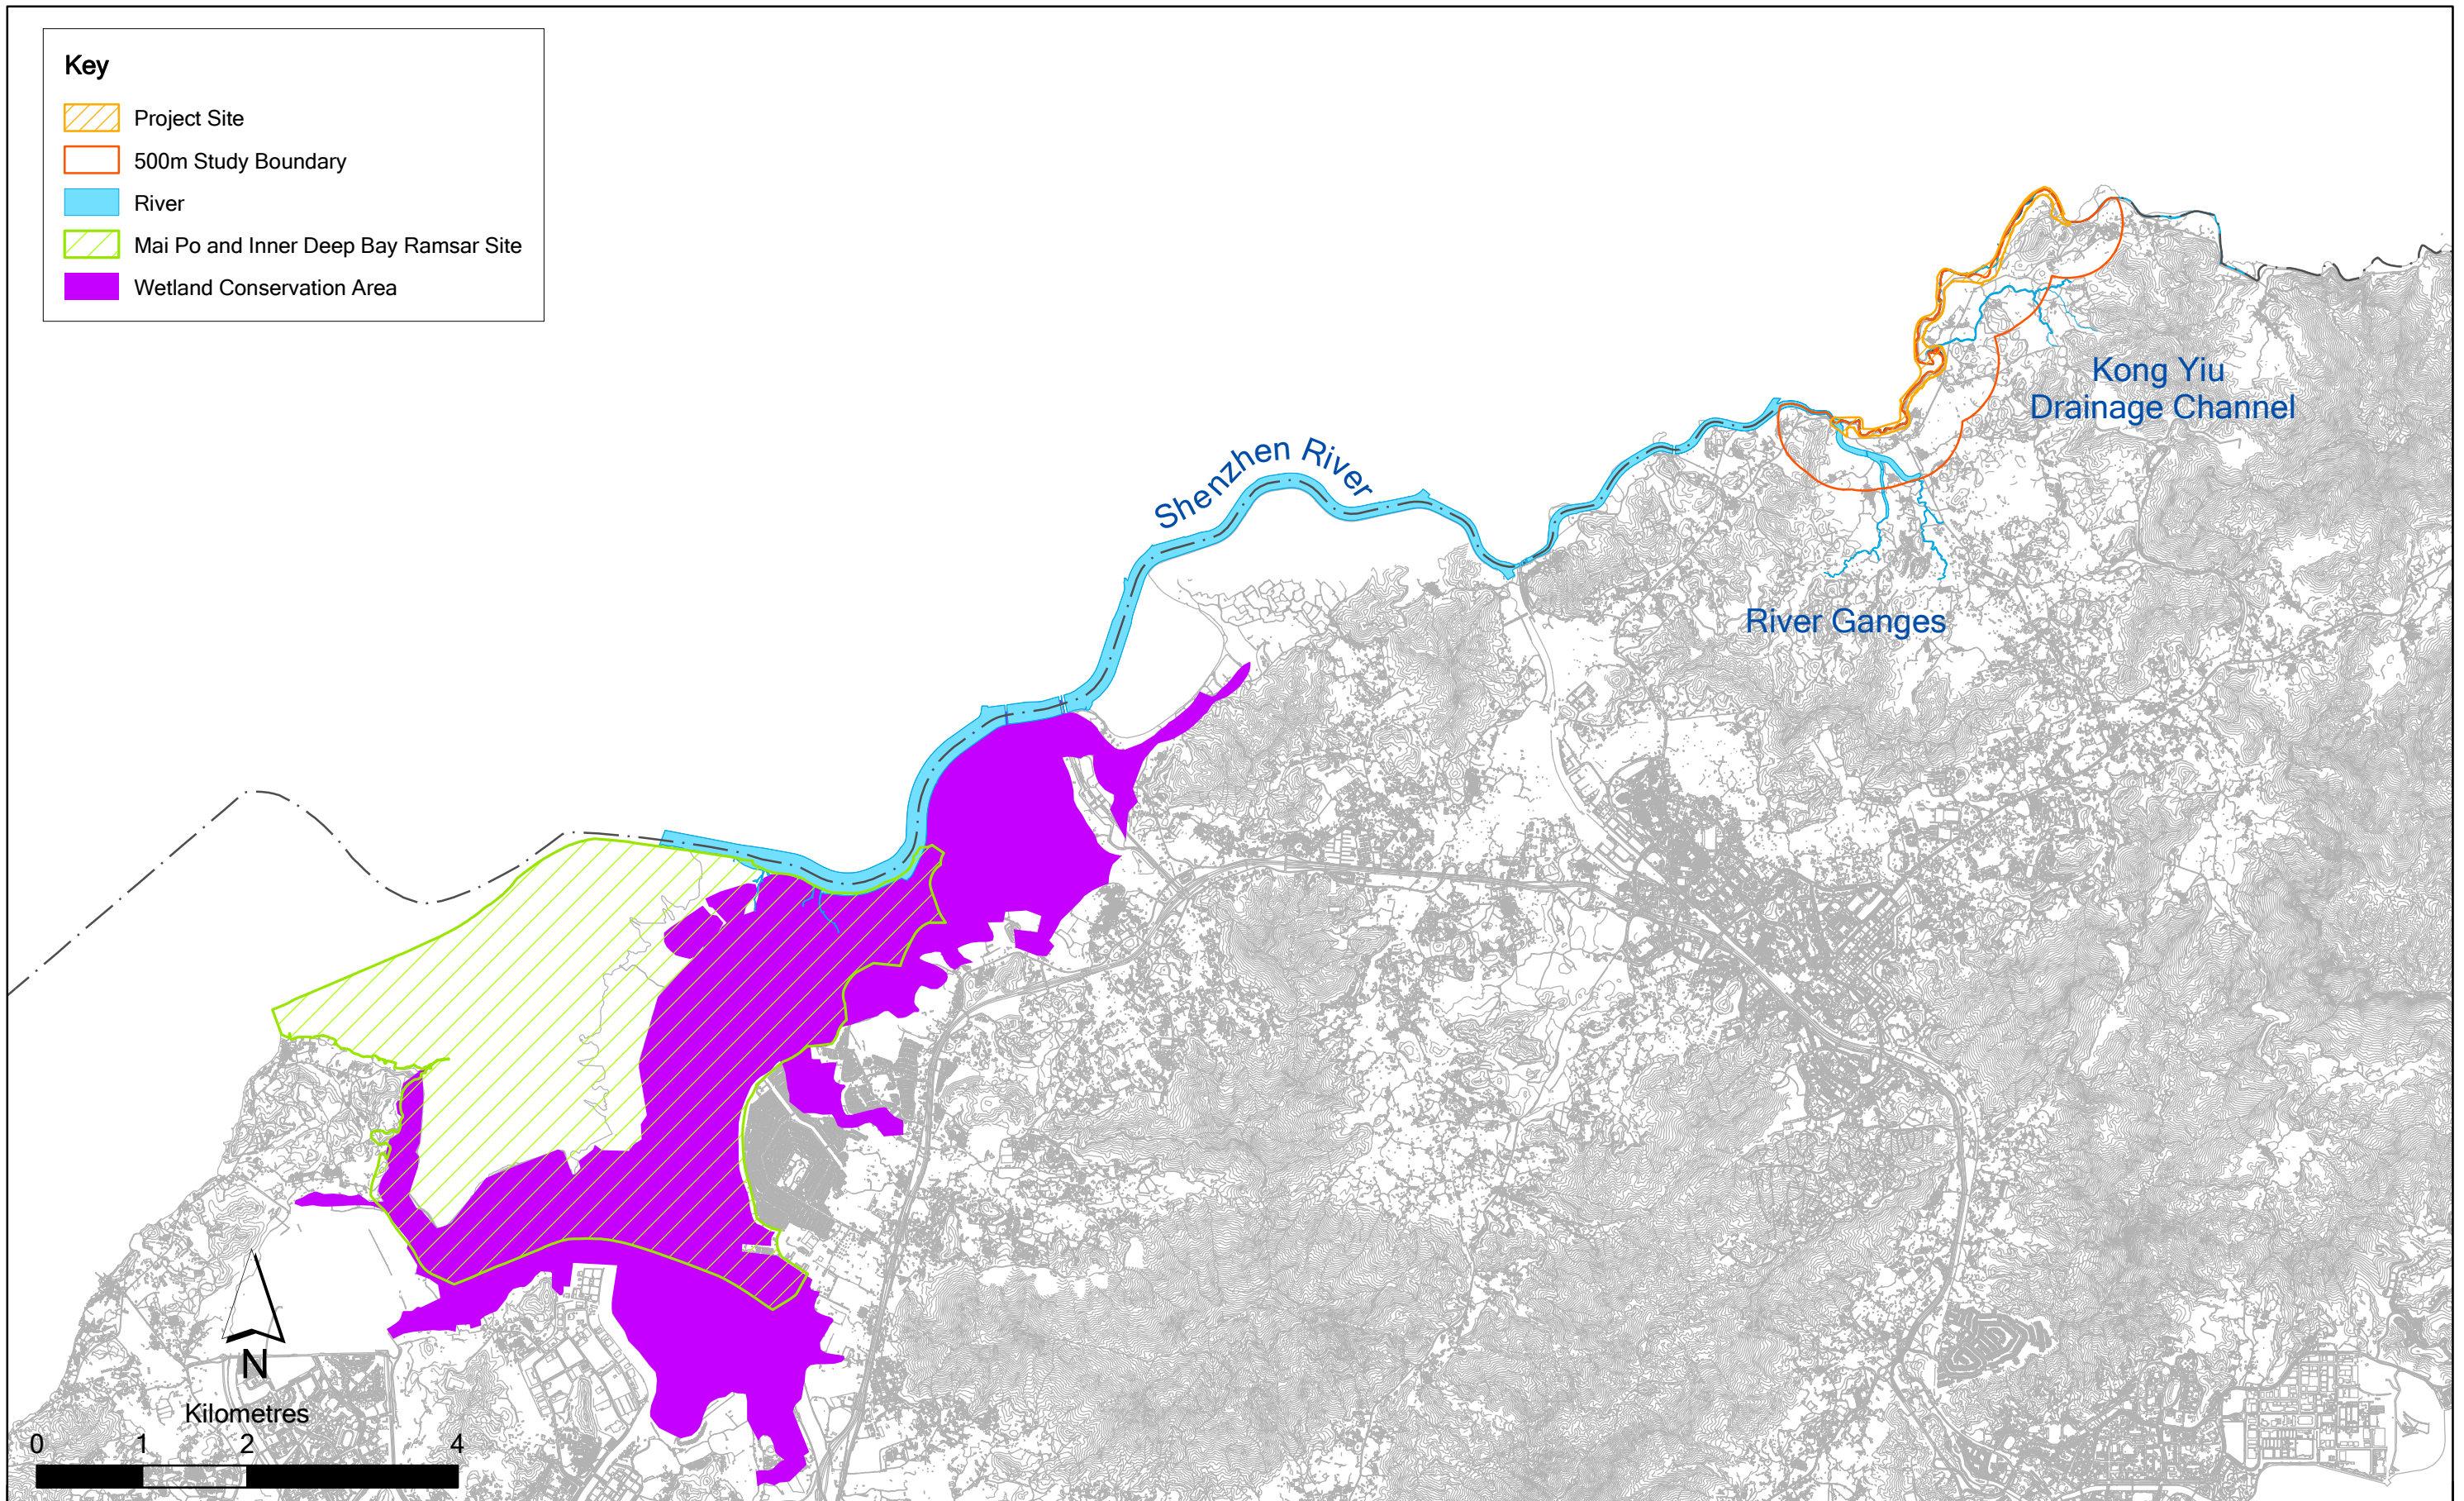 Key
Project Site
500m Study Boundary
River
Mai Po and Inner Deep Bay Ramsar Site
Wetland Conservation Area
Kong Yiu
Drainage Channel
Shenzhen River
River Ganges
N
Kilometres
0 1 2 4